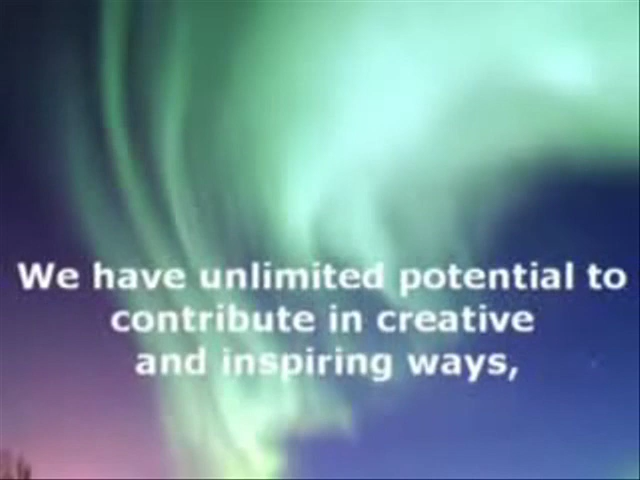 We have unlimited potential to
contribute in creative
and inspiring ways,